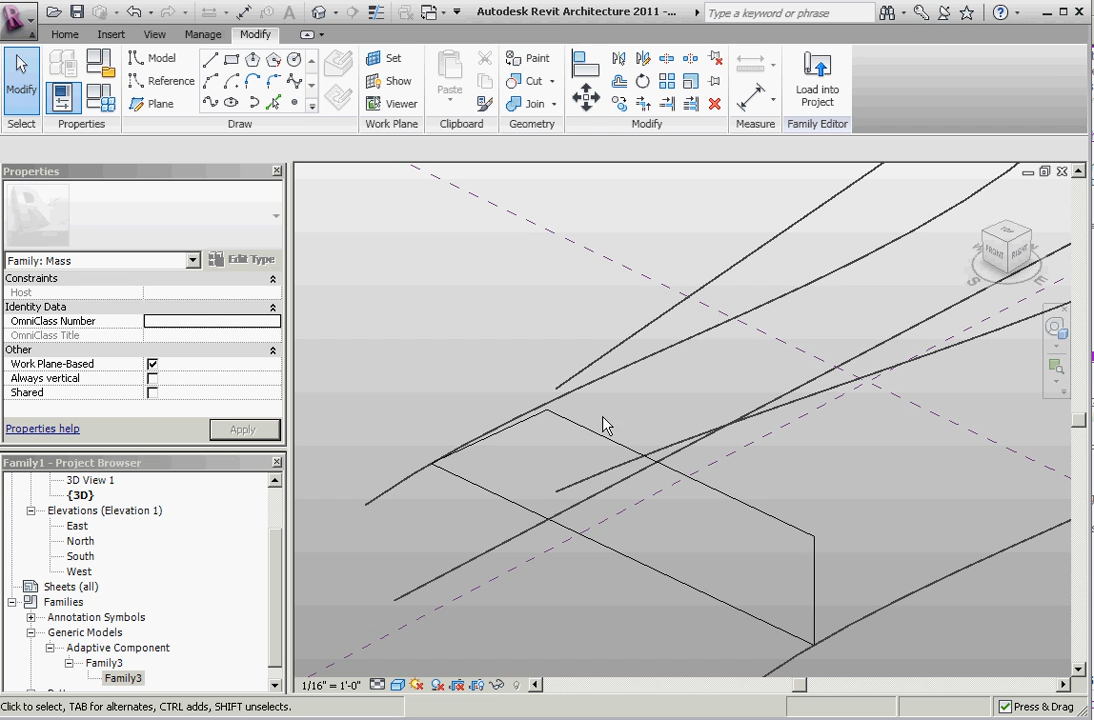 Autodesk Revit Architecture 2011 -...
Type a keyword or phrase
Home Insert View Manage Modify
Modify
Model
Reference
Plane
Set
Show
Viewer
Paste
Paint
Cut
Join
Load into
Project
Select Properties Draw Work Plane Clipboard Geometry Modify Measure Family Editor
Properties
Family: Mass
Edit Type
Constraints
Host
Identity Data
OmniClass Number
OmniClass Title
Other
Work Plane-Based
Always vertical
Shared
Properties help
Apply
Family1 - Project Browser
3D View 1
{3D}
Elevations (Elevation 1)
East
North
South
West
Sheets (all)
Families
Annotation Symbols
Generic Models
Adaptive Component
Family3
Family3
TOP
FRONT
RIGHT
S
E
1/16" = 1'-0"
Click to select, TAB for alternates, CTRL adds, SHIFT unselects.
Press & Drag